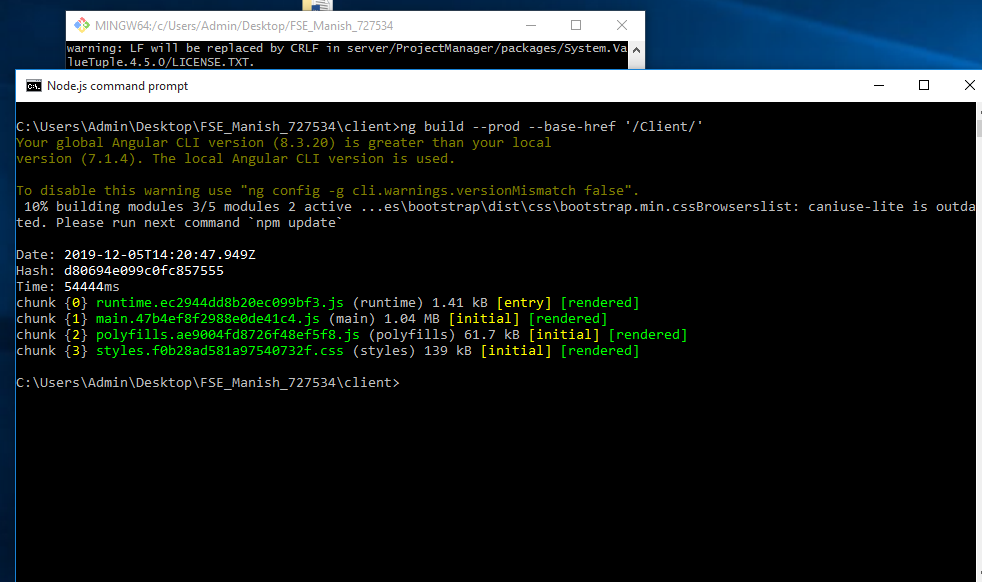 MINGW64:/c/Users/Admin/Desktop/FSE_Manish_727534
warning: LF will be replaced by CRLF in server/ProjectManager/packages/System.Va
lueTuple.4.5.0/LICENSE.TXT.
Node.js command prompt
C:\Users\Admin\Desktop\FSE_Manish_727534\client>ng build --prod --base-href '/Client/'
Your global Angular CLI version (8.3.20) is greater than your local
version (7.1.4). The local Angular CLI version is used.
To disable this warning use "ng config -g cli.warnings.versionMismatch false".
10% building modules 3/5 modules 2 active ...es\bootstrap\dist\css\bootstrap.min.cssBrowserslist: caniuse-lite is outda
ted. Please run next command `npm update`
Date: 2019-12-05T14:20:47.949Z
Hash: d80694e099c0fc857555
Time: 54444ms
chunk {0} runtime.ec2944dd8b20ec099bf3.js (runtime) 1.41 kB [entry] [rendered]
chunk {1} main.47b4ef8f2988e0de41c4.js (main) 1.04 MB [initial] [rendered]
chunk {2} polyfills.ae9004fd8726f48ef5f8.js (polyfills) 61.7 kB [initial] [rendered]
chunk {3} styles.f0b28ad581a97540732f.css (styles) 139 kB [initial] [rendered]
C:\Users\Admin\Desktop\FSE_Manish_727534\client>